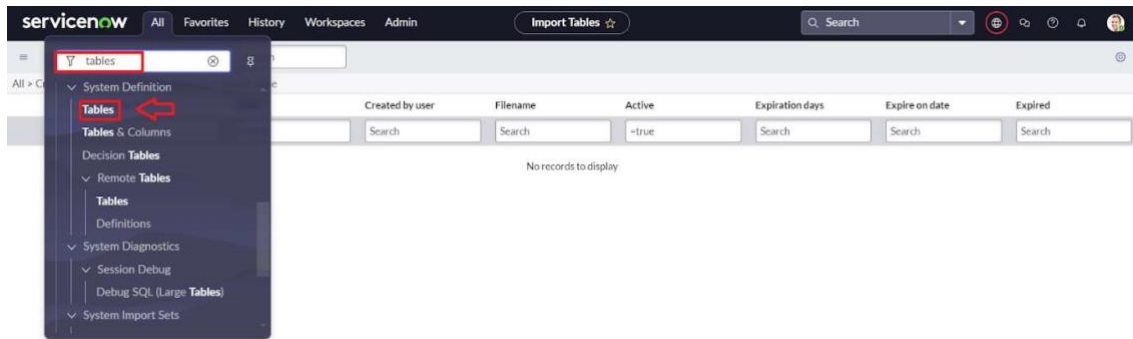 servicenow All Favorites History Workspaces Admin Import Tables Search
tables
All > C
System Definition
Tables
Tables & Columns
Decision Tables
Remote Tables
Tables
Definitions
System Diagnostics
Session Debug
Debug SQL (Large Tables)
System Import Sets
Created by user Filename Active Expiration days Expire on date Expired
Search Search =true Search Search Search
No records to display